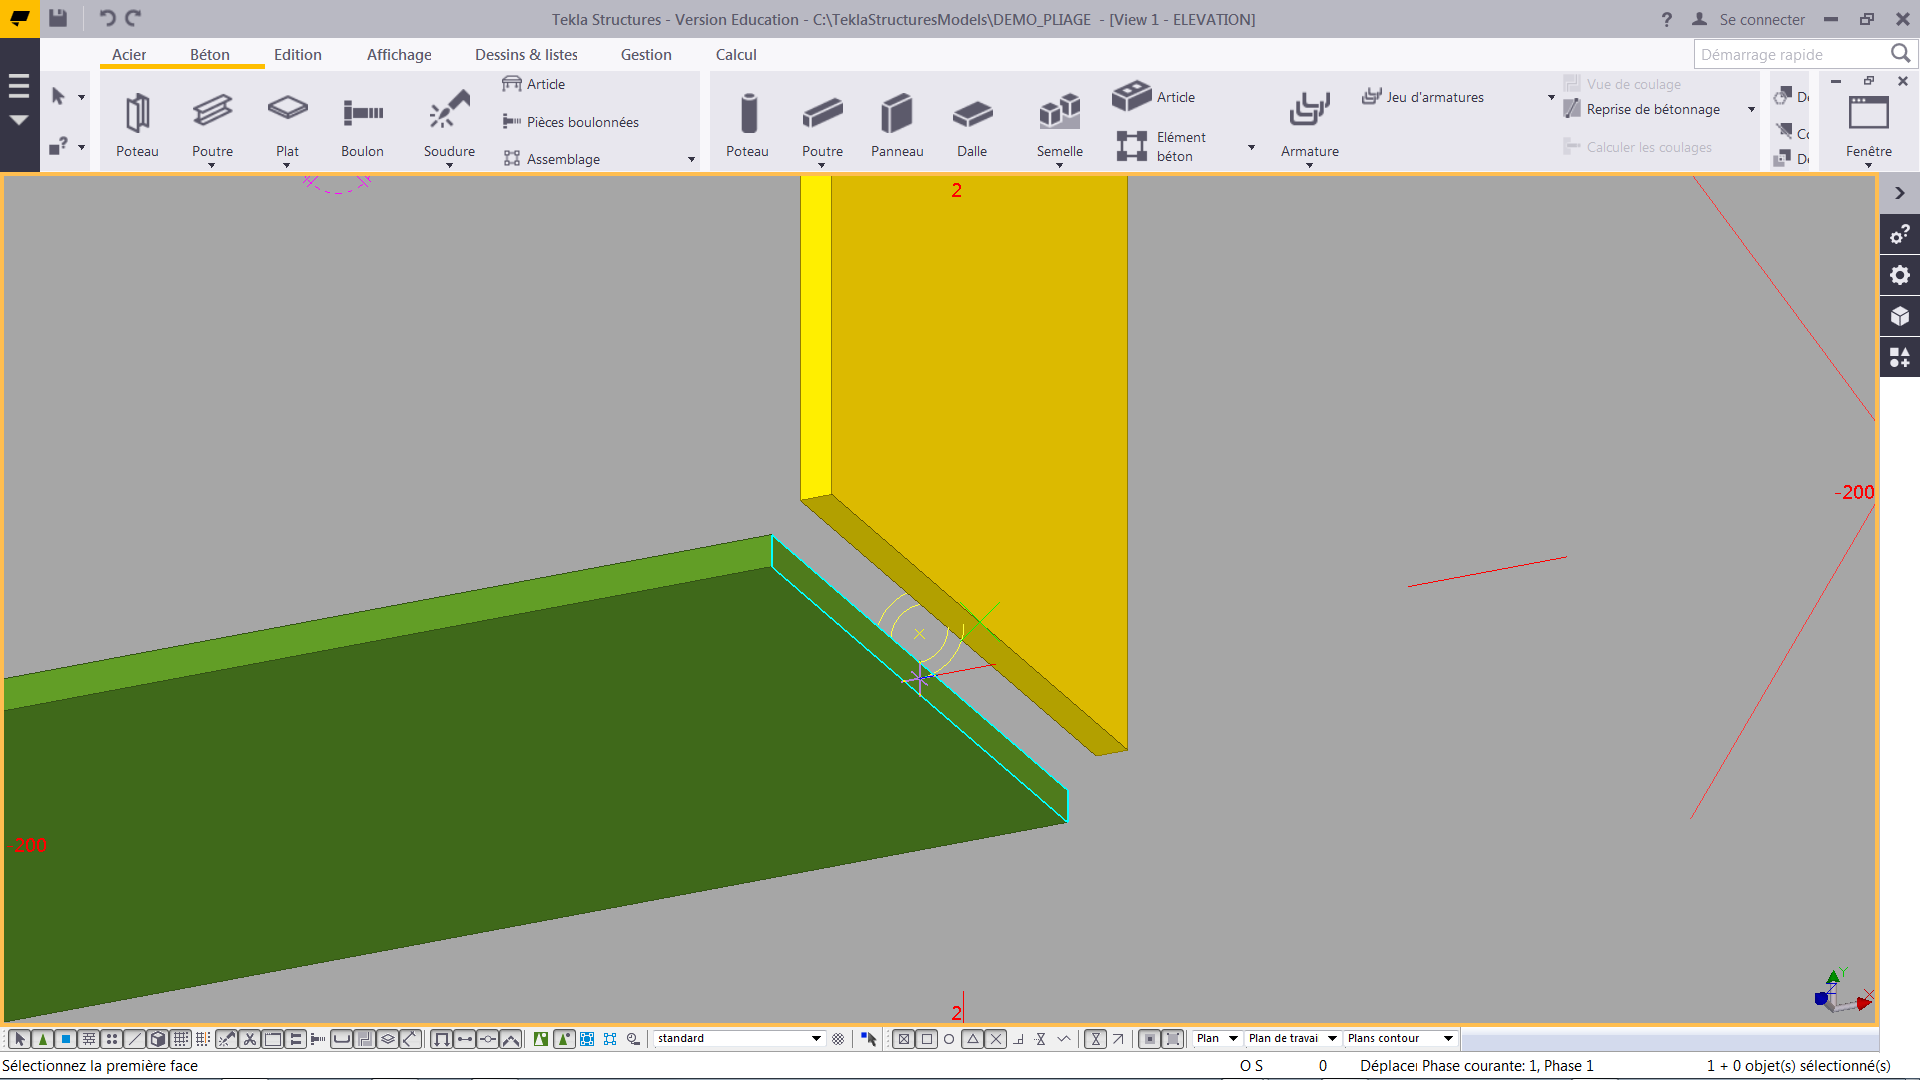 Tekla Structures - Version Education - C:\TeklaStructuresModels\DEMO_PLIAGE - [View 1 - ELEVATION]
? Se connecter
Acier Béton Edition Affichage Dessins & listes Gestion Calcul
Démarrage rapide
Poteau Poutre Plat Boulon Soudure
Article
Pièces boulonnées
Assemblage
Poteau Poutre Panneau Dalle Semelle
Article
Elément
béton
Armature
Jeu d'armatures
Vue de coulage
Reprise de bétonnage
Calculer les coulages
Fenêtre
2
-200
-200
2
Y
X
Z
standard
Plan
Plan de travai
Plans contour
Sélectionnez la première face
O S 0 Déplacer Phase courante: 1, Phase 1 1 + 0 objet(s) sélectionné(s)